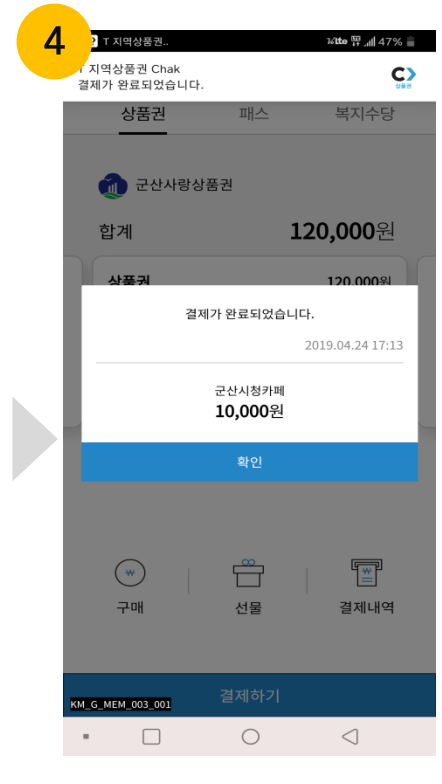 4
T 지역상품권..
47%
T 지역상품권 Chak
결제가 완료되었습니다.
상품권
상품권 패스 복지수당
군산사랑상품권
합계 120,000원
상품권 120,000원
결제가 완료되었습니다.
2019.04.24 17:13
군산시청카페
10,000원
확인
구매 선물 결제내역
결제하기
KM_G_MEM_003_001